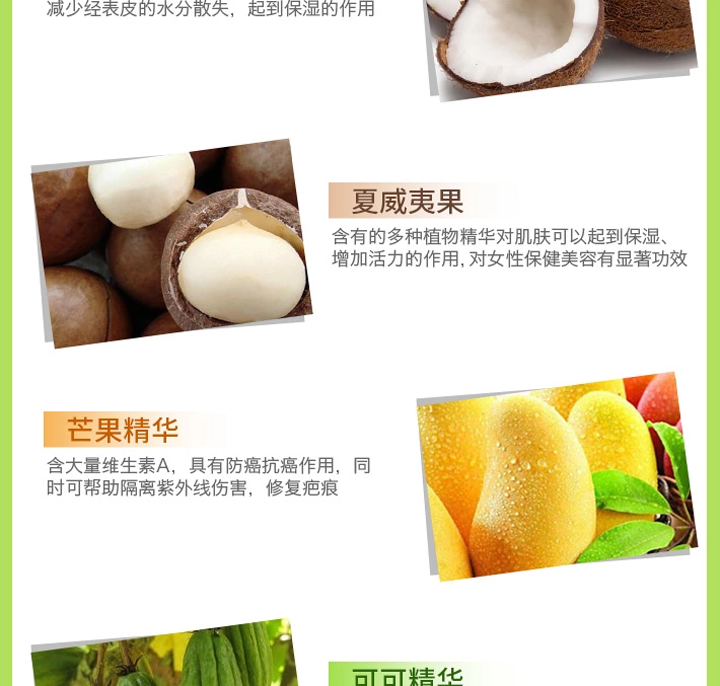 减少经表皮的水分散失，起到保湿的作用
夏威夷果
含有的多种植物精华对肌肤可以起到保湿、
增加活力的作用, 对女性保健美容有显著功效
芒果精华
含大量维生素A，具有防癌抗癌作用，同
时可帮助隔离紫外线伤害，修复疤痕
可可精华